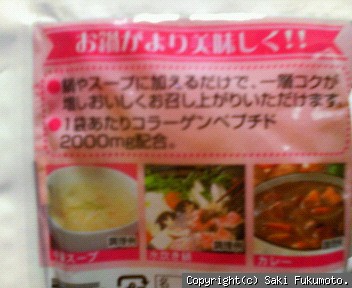 お鍋がより美味しく!!
●鍋やスープに加えるだけで、一層コクが
増しおいしくお召し上がりいただけます。
●1袋あたりコラーゲンペプチド
2000mg配合。
調理例
調理例
スープ
水炊き鍋
カレー
名
Copyright(c) Saki Fukumoto.